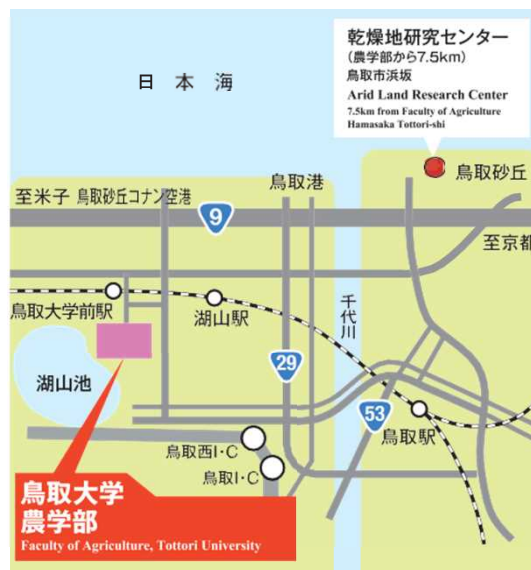 乾燥地研究センター
(農学部から7.5km)
鳥取市浜坂
Arid Land Research Center
7.5km from Faculty of Agriculture
Hamasaka Tottori-shi
日本海
鳥取砂丘
鳥取港
至米子
鳥取砂丘コナン空港
9
至京都
鳥取大学前駅
湖山駅
千代川
湖山池
29
53
鳥取駅
鳥取西I・C
鳥取I・C
鳥取大学
農学部
Faculty of Agriculture, Tottori University